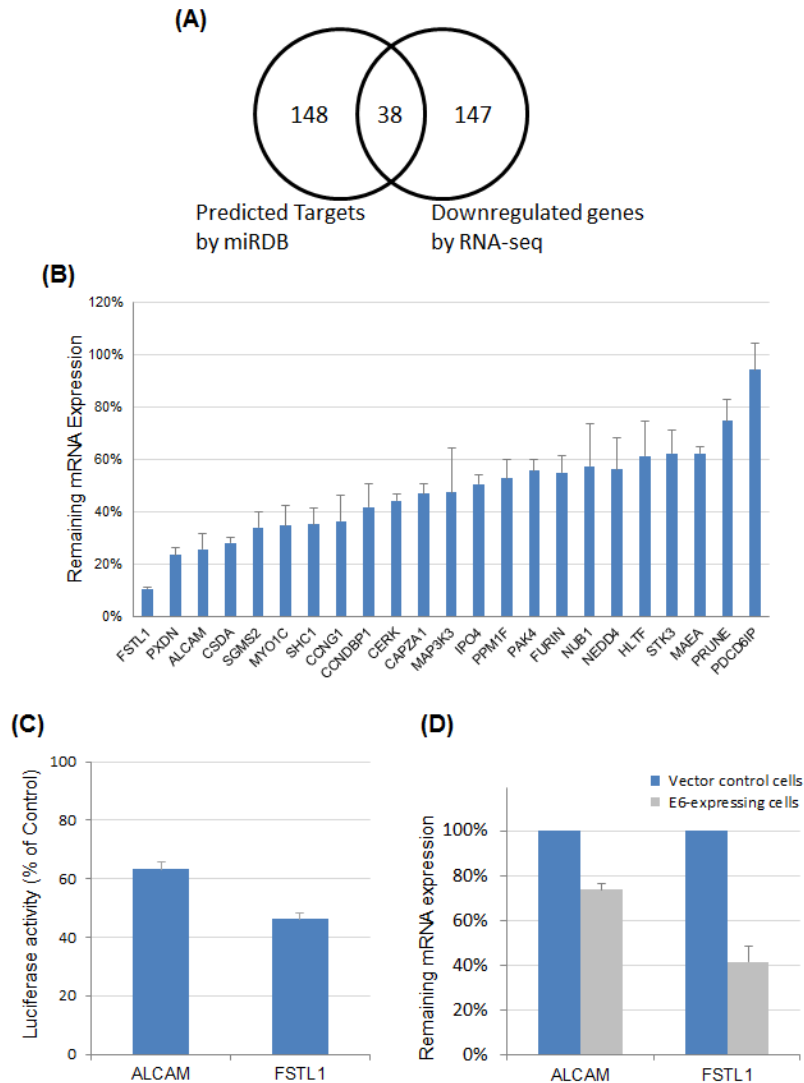 (A)
148 38 147
Predicted Targets
by miRDB
Downregulated genes
by RNA-seq
(B)
Remaining mRNA Expression
120%
100%
80%
60%
40%
20%
0%
FSTL1
PXDN
ALCAM
CSDA
SGMS2
MYO1C
SHC1
CCNG1
CCNDBP1
CERK
CAPZA1
MAP3K3
IPO4
PPM1F
PAK4
FURIN
NUB1
NEDD4
HLTF
STK3
MAEA
PRUNE
PDCD6IP
(C)
Luciferase activity (% of Control)
100
80
60
40
20
0
ALCAM
FSTL1
(D)
Vector control cells
E6-expressing cells
Remaining mRNA expression
100%
80%
60%
40%
20%
0%
ALCAM
FSTL1